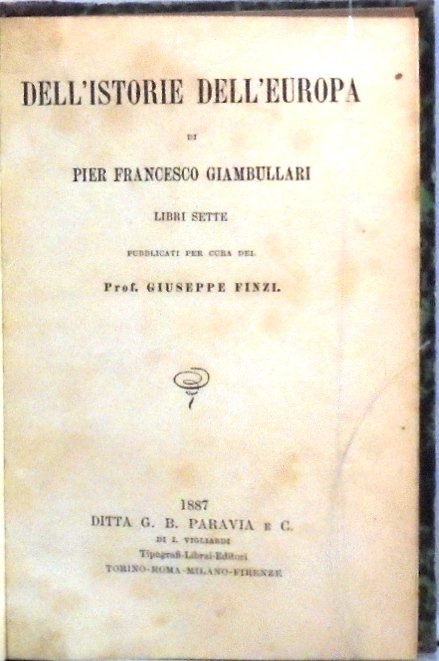 DELL'ISTORIE DELL'EUROPA
DI
PIER FRANCESCO GIAMBULLARI
LIBRI SETTE
PUBBLICATI PER CURA DEL
Prof. GIUSEPPE FINZI.
1887
DITTA G. B. PARAVIA E C.
DI I. VIGLIARDI
Tipografi-Librai-Editori
TORINO-ROMA-MILANO-FIRENZE